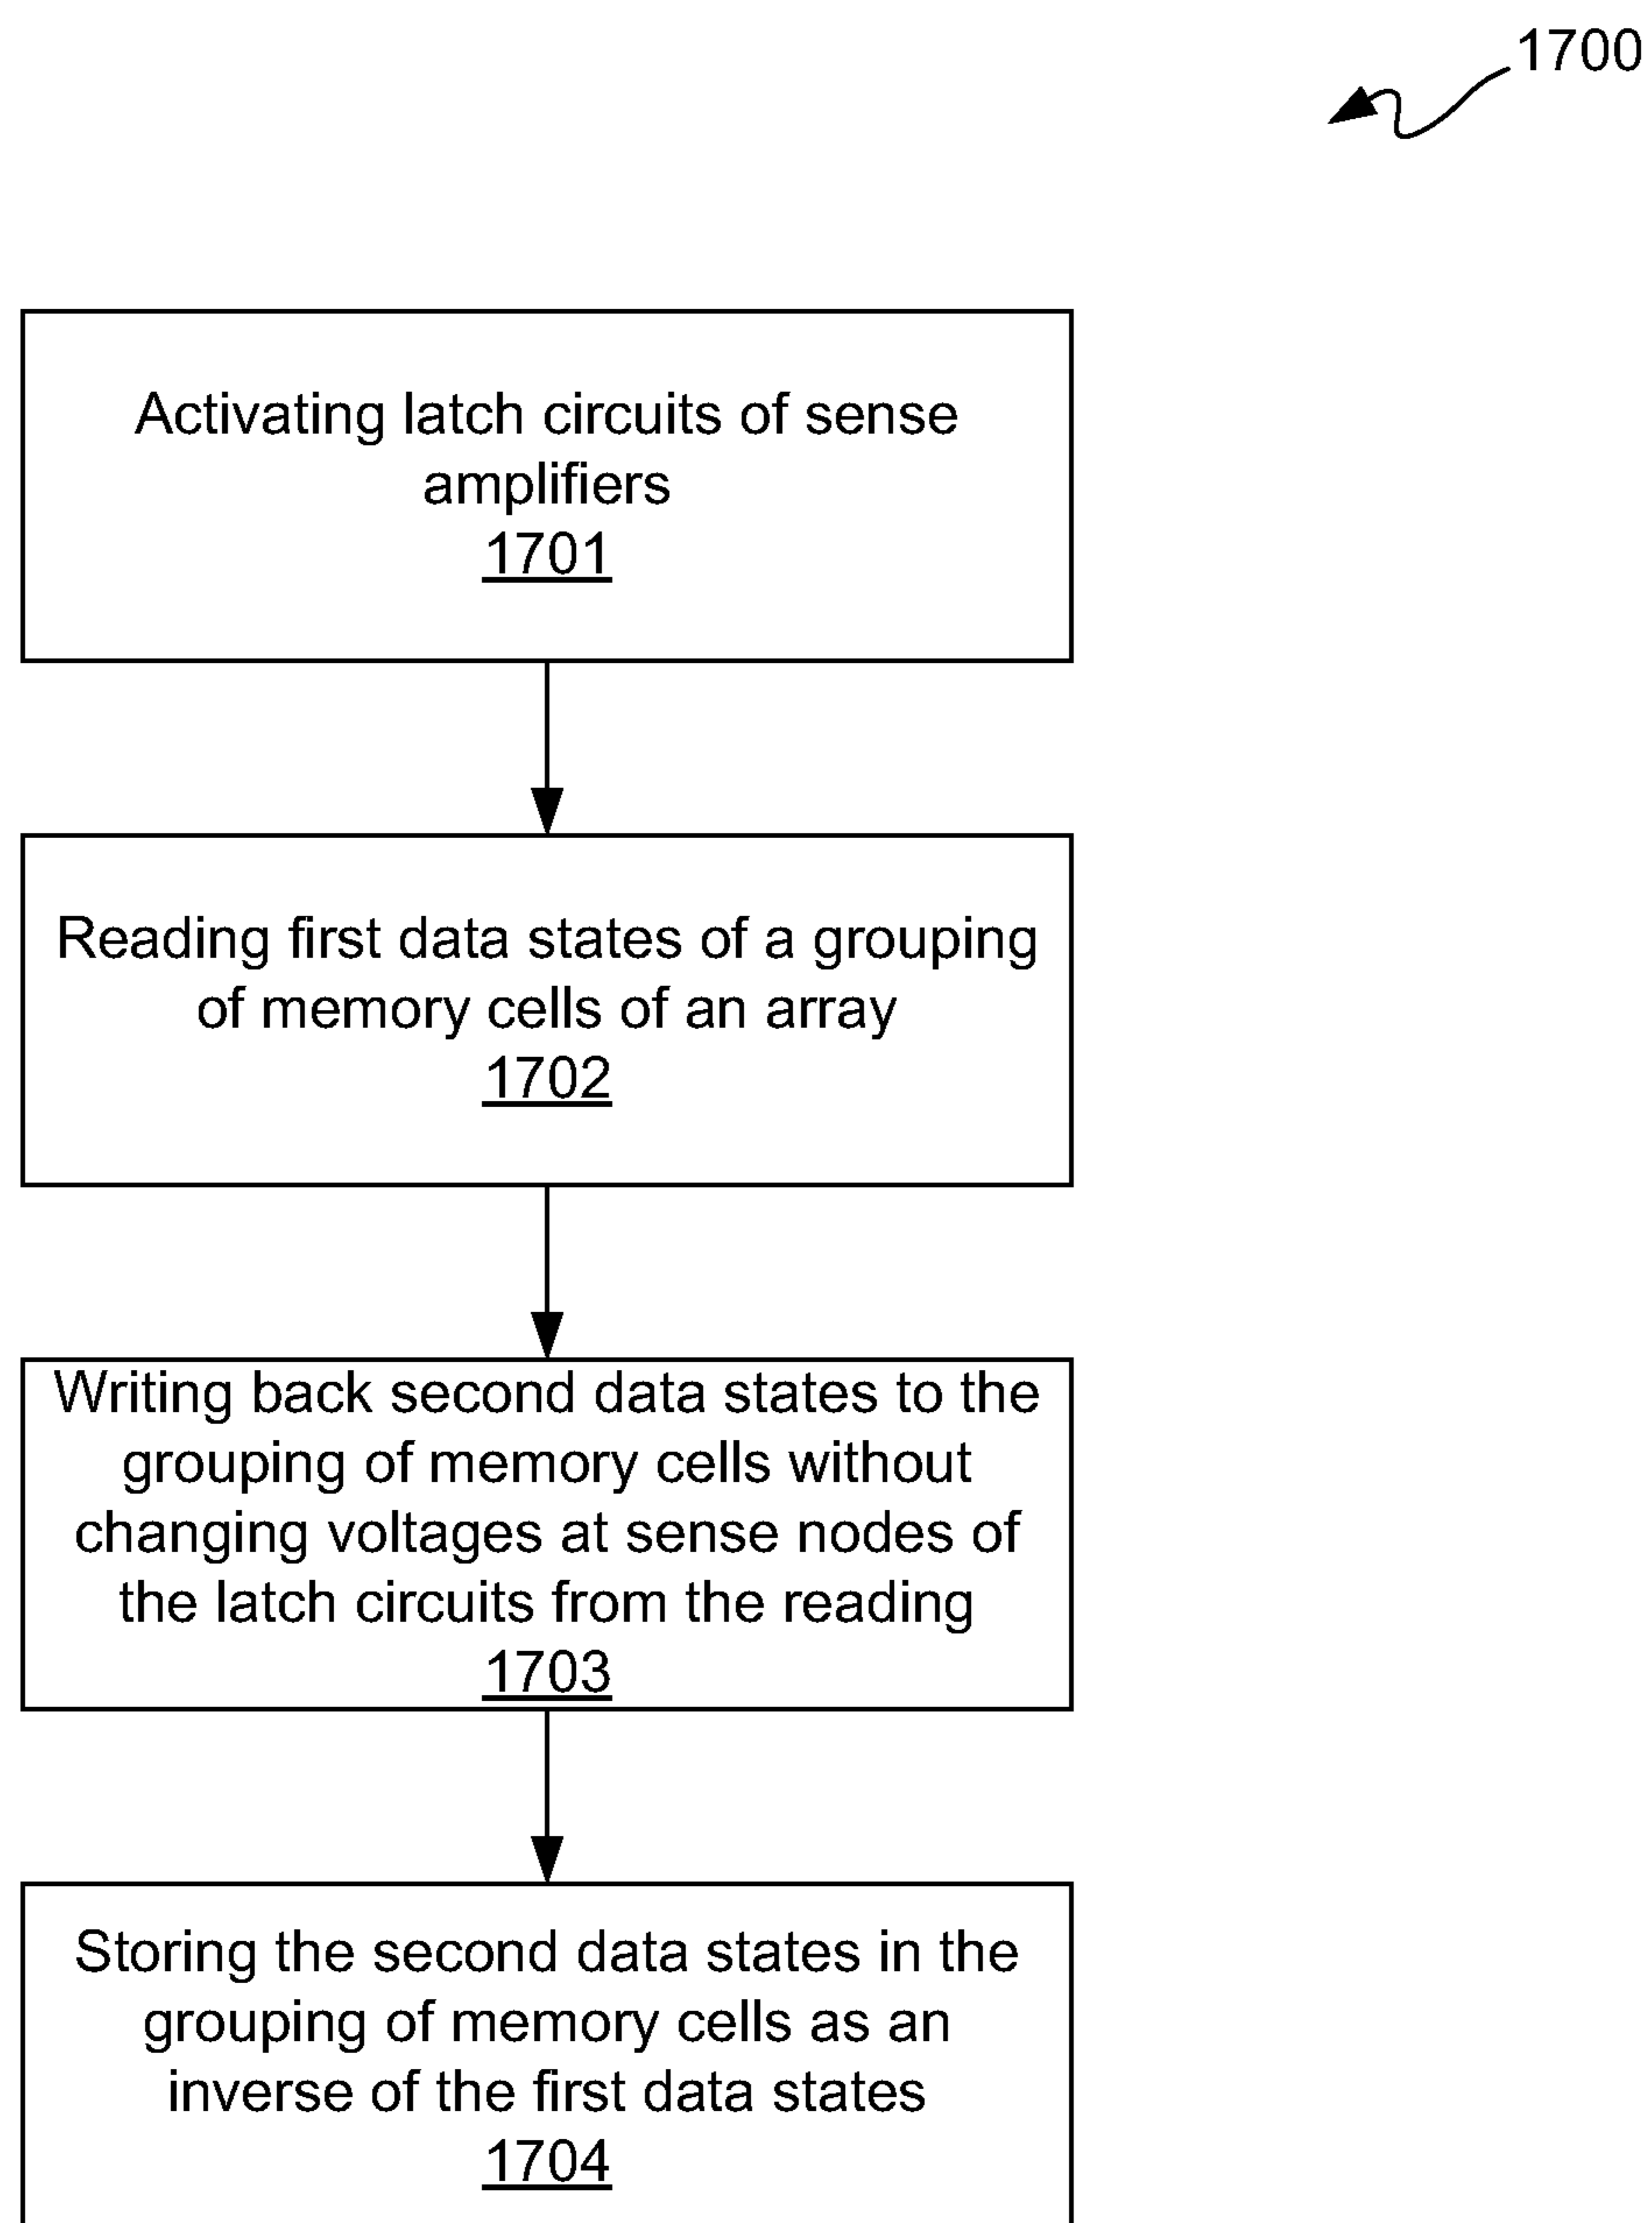 1700
Activating latch circuits of sense
amplifiers
1701
Reading first data states of a grouping
of memory cells of an array
1702
Writing back second data states to the
grouping of memory cells without
changing voltages at sense nodes of
the latch circuits from the reading
1703
Storing the second data states in the
grouping of memory cells as an
inverse of the first data states
1704